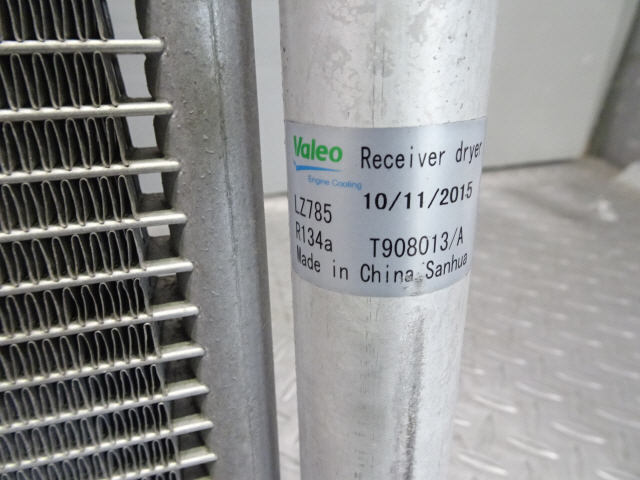 Valeo Receiver dryer
Engine Cooling
LZ785 10/11/2015
R134a T908013/A
Made in China Sanhua